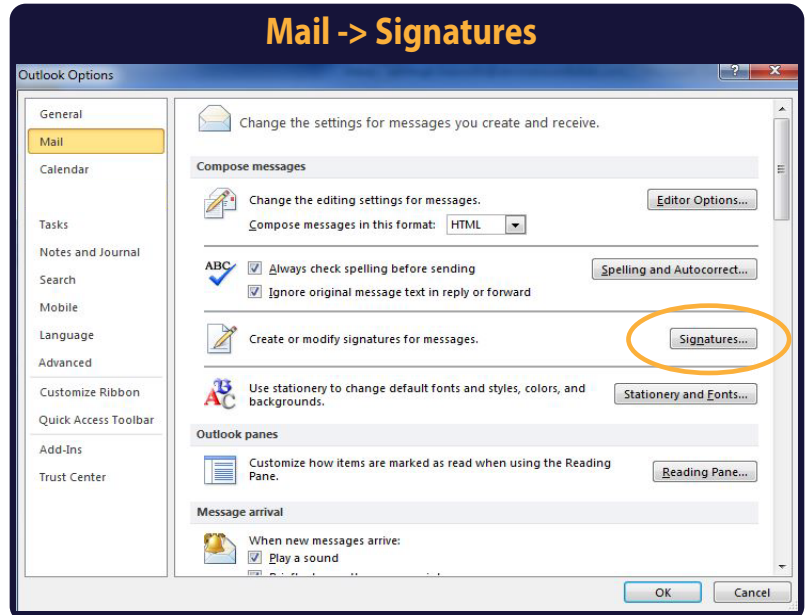 Mail -> Signatures
Outlook Options
?
General
Mail
Calendar
Tasks
Notes and Journal
Search
Mobile
Language
Advanced
Customize Ribbon
Quick Access Toolbar
Add-Ins
Trust Center
Change the settings for messages you create and receive.
Compose messages
Change the editing settings for messages.
Editor Options...
Compose messages in this format: HTML
ABC
Always check spelling before sending
Spelling and Autocorrect...
Ignore original message text in reply or forward
Create or modify signatures for messages.
Signatures...
Use stationery to change default fonts and styles, colors, and
backgrounds.
Stationery and Fonts...
Outlook panes
Customize how items are marked as read when using the Reading
Pane.
Reading Pane...
Message arrival
When new messages arrive:
Play a sound
OK Cancel